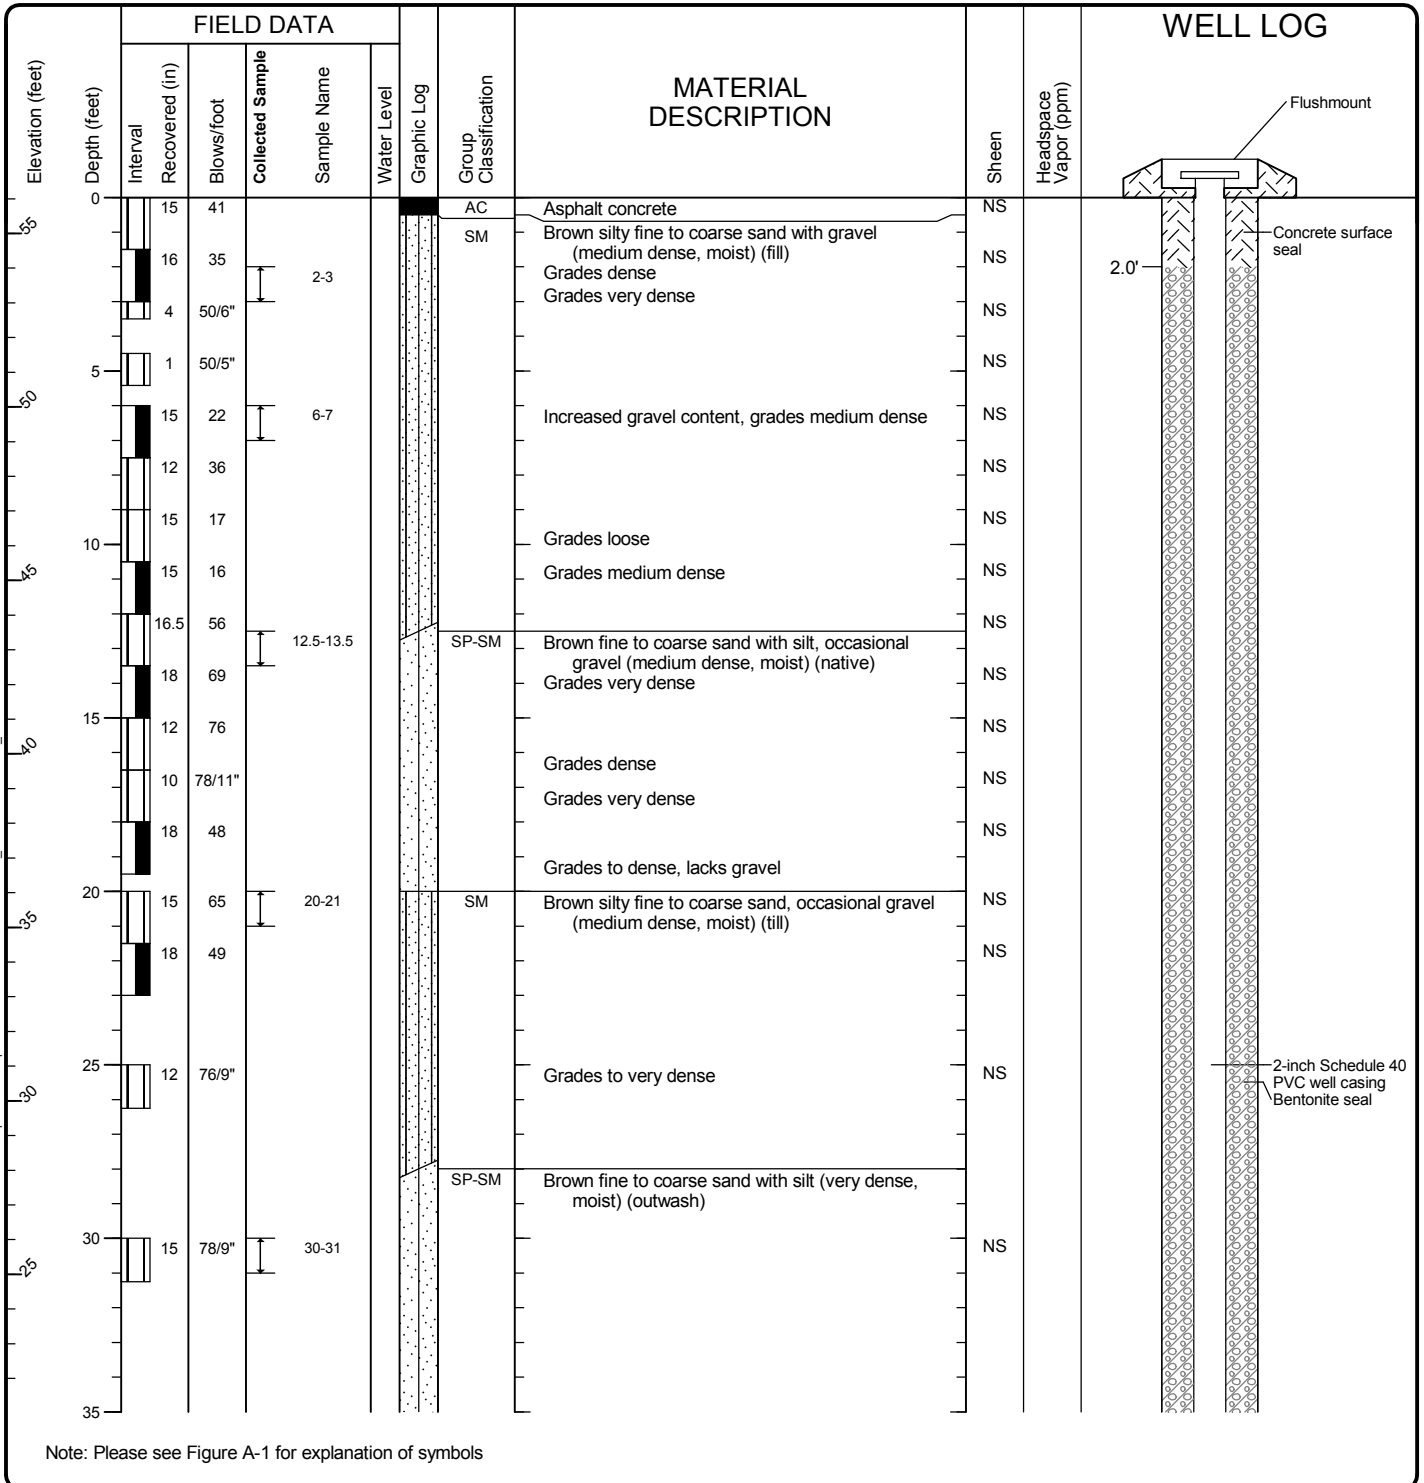 FIELD DATA
WELL LOG
Elevation (feet)
Depth (feet)
Interval
Recovered (in)
Blows/foot
Collected Sample
Sample Name
Water Level
Graphic Log
Group
Classification
MATERIAL
DESCRIPTION
Sheen
Headspace
Vapor (ppm)
Flushmount
0
15 41
AC
Asphalt concrete
NS
55
SM
Brown silty fine to coarse sand with gravel
(medium dense, moist) (fill)
Concrete surface
seal
16 35
2-3
Grades dense
NS
2.0'
Grades very dense
4 50/6"
NS
5
1 50/5"
NS
50
15 22
6-7
Increased gravel content, grades medium dense
NS
12 36
NS
15 17
NS
10
Grades loose
45
15 16
Grades medium dense
NS
16.5 56
NS
12.5-13.5
SP-SM
Brown fine to coarse sand with silt, occasional
gravel (medium dense, moist) (native)
18 69
Grades very dense
NS
15
12 76
NS
40
Grades dense
10 78/11"
NS
Grades very dense
18 48
NS
Grades to dense, lacks gravel
20
15 65
20-21
SM
Brown silty fine to coarse sand, occasional gravel
(medium dense, moist) (till)
NS
35
18 49
NS
25
12 76/9"
Grades to very dense
NS
2-inch Schedule 40
PVC well casing
Bentonite seal
30
SP-SM
Brown fine to coarse sand with silt (very dense,
moist) (outwash)
30
15 78/9"
30-31
NS
25
35
Note: Please see Figure A-1 for explanation of symbols